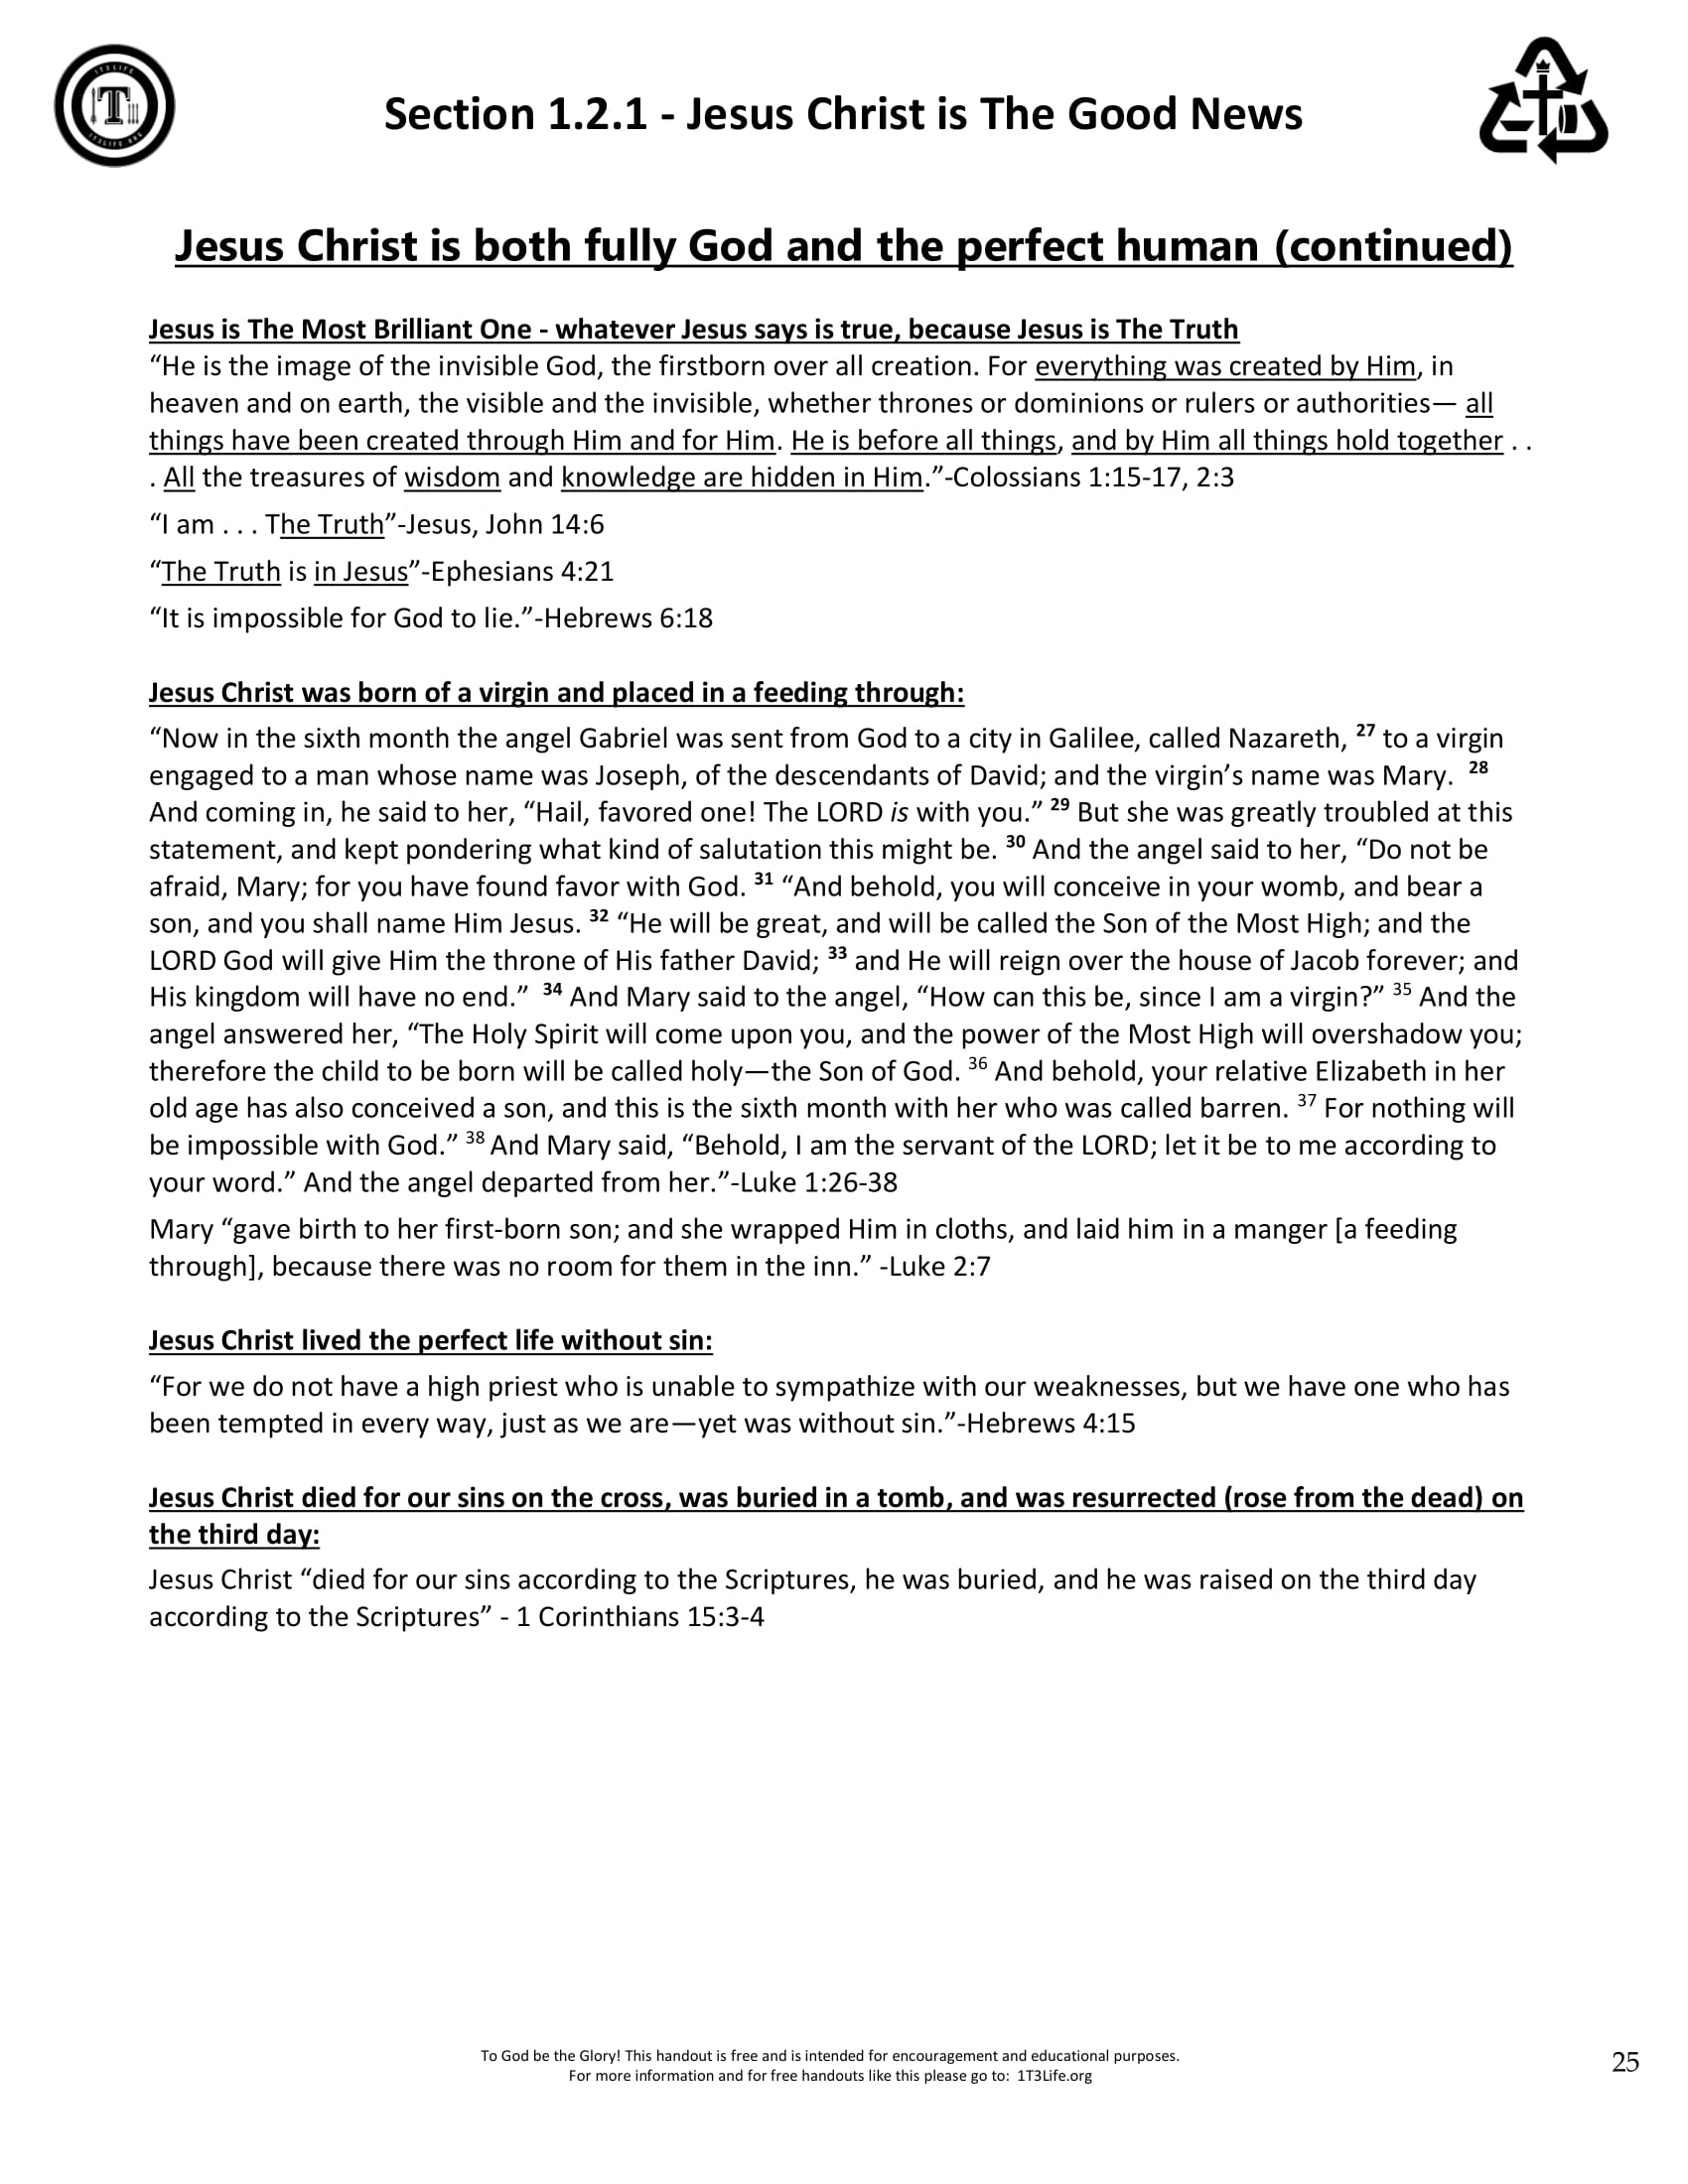 Section 1.2.1 - Jesus Christ is The Good News
Jesus Christ is both fully God and the perfect human (continued)
Jesus is The Most Brilliant One - whatever Jesus says is true, because Jesus is The Truth
“He is the image of the invisible God, the firstborn over all creation. For everything was created by Him, in
heaven and on earth, the visible and the invisible, whether thrones or dominions or rulers or authorities— all
things have been created through Him and for Him. He is before all things, and by Him all things hold together . .
. All the treasures of wisdom and knowledge are hidden in Him.”-Colossians 1:15-17, 2:3
“I am . . . The Truth”-Jesus, John 14:6
“The Truth is in Jesus”-Ephesians 4:21
“It is impossible for God to lie.”-Hebrews 6:18
Jesus Christ was born of a virgin and placed in a feeding through:
“Now in the sixth month the angel Gabriel was sent from God to a city in Galilee, called Nazareth, 27 to a virgin
engaged to a man whose name was Joseph, of the descendants of David; and the virgin’s name was Mary. 28
And coming in, he said to her, “Hail, favored one! The LORD is with you.” 29 But she was greatly troubled at this
statement, and kept pondering what kind of salutation this might be. 30 And the angel said to her, “Do not be
afraid, Mary; for you have found favor with God. 31 “And behold, you will conceive in your womb, and bear a
son, and you shall name Him Jesus. 32 “He will be great, and will be called the Son of the Most High; and the
LORD God will give Him the throne of His father David; 33 and He will reign over the house of Jacob forever; and
His kingdom will have no end.” 34 And Mary said to the angel, “How can this be, since I am a virgin?” 35 And the
angel answered her, “The Holy Spirit will come upon you, and the power of the Most High will overshadow you;
therefore the child to be born will be called holy—the Son of God. 36 And behold, your relative Elizabeth in her
old age has also conceived a son, and this is the sixth month with her who was called barren. 37 For nothing will
be impossible with God.” 38 And Mary said, “Behold, I am the servant of the LORD; let it be to me according to
your word.” And the angel departed from her.”-Luke 1:26-38
Mary “gave birth to her first-born son; and she wrapped Him in cloths, and laid him in a manger [a feeding
through], because there was no room for them in the inn.” -Luke 2:7
Jesus Christ lived the perfect life without sin:
“For we do not have a high priest who is unable to sympathize with our weaknesses, but we have one who has
been tempted in every way, just as we are—yet was without sin.”-Hebrews 4:15
Jesus Christ died for our sins on the cross, was buried in a tomb, and was resurrected (rose from the dead) on
the third day:
Jesus Christ “died for our sins according to the Scriptures, he was buried, and he was raised on the third day
according to the Scriptures” - 1 Corinthians 15:3-4
To God be the Glory! This handout is free and is intended for encouragement and educational purposes.
For more information and for free handouts like this please go to: 1T3Life.org
25